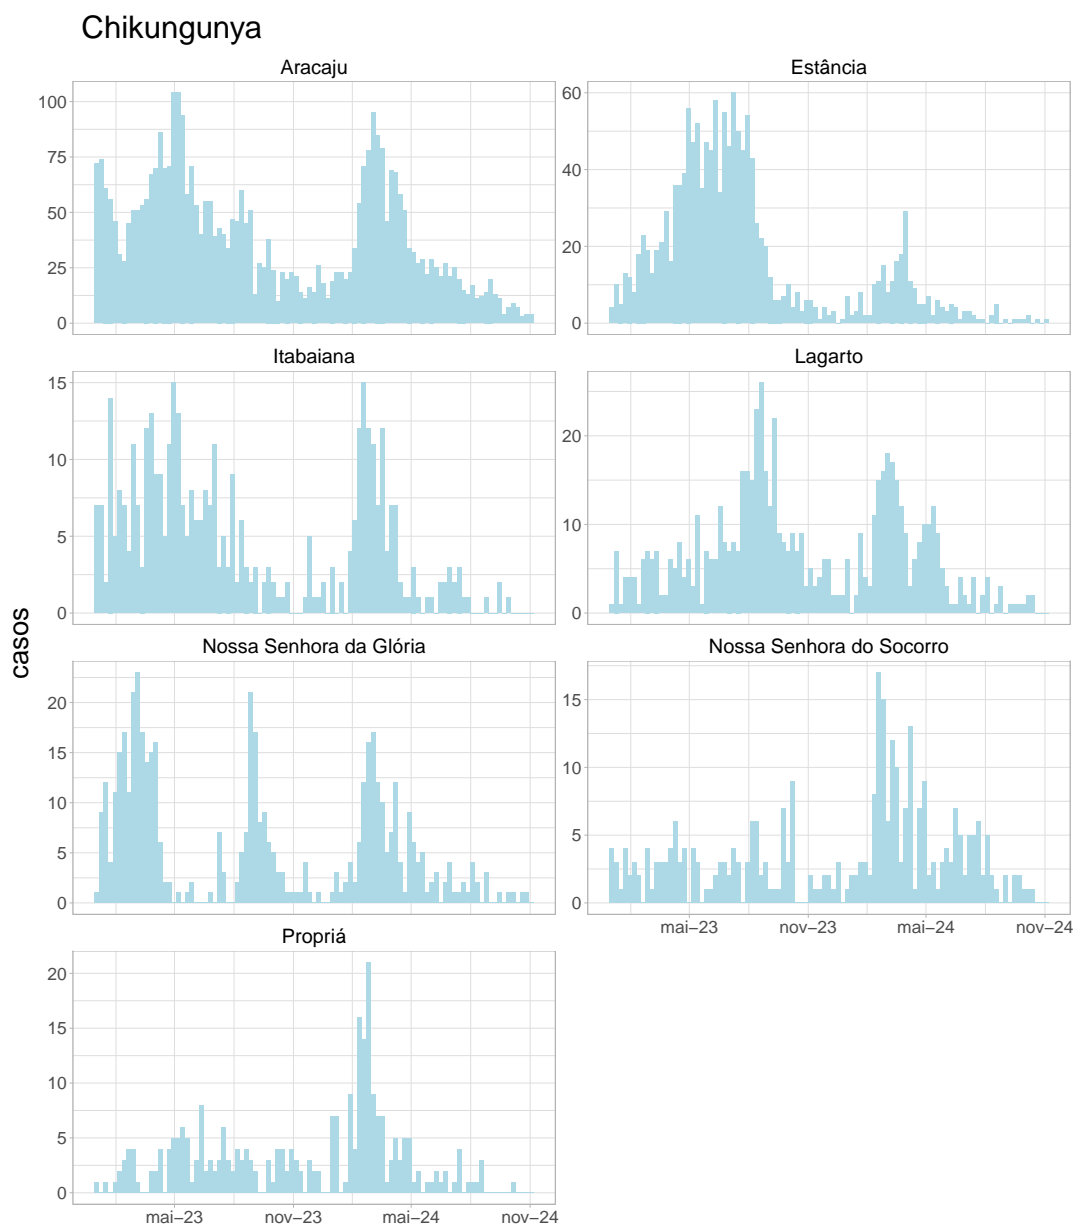 Chikungunya
Aracaju
Estância
100
75
50
25
0
60
40
20
0
Itabaiana
Lagarto
15
10
5
0
20
10
0
casos
Nossa Senhora da Glória
Nossa Senhora do Socorro
20
15
10
5
0
15
10
5
0
mai–23 nov–23 mai–24 nov–24
Propriá
20
15
10
5
0
mai–23 nov–23 mai–24 nov–24